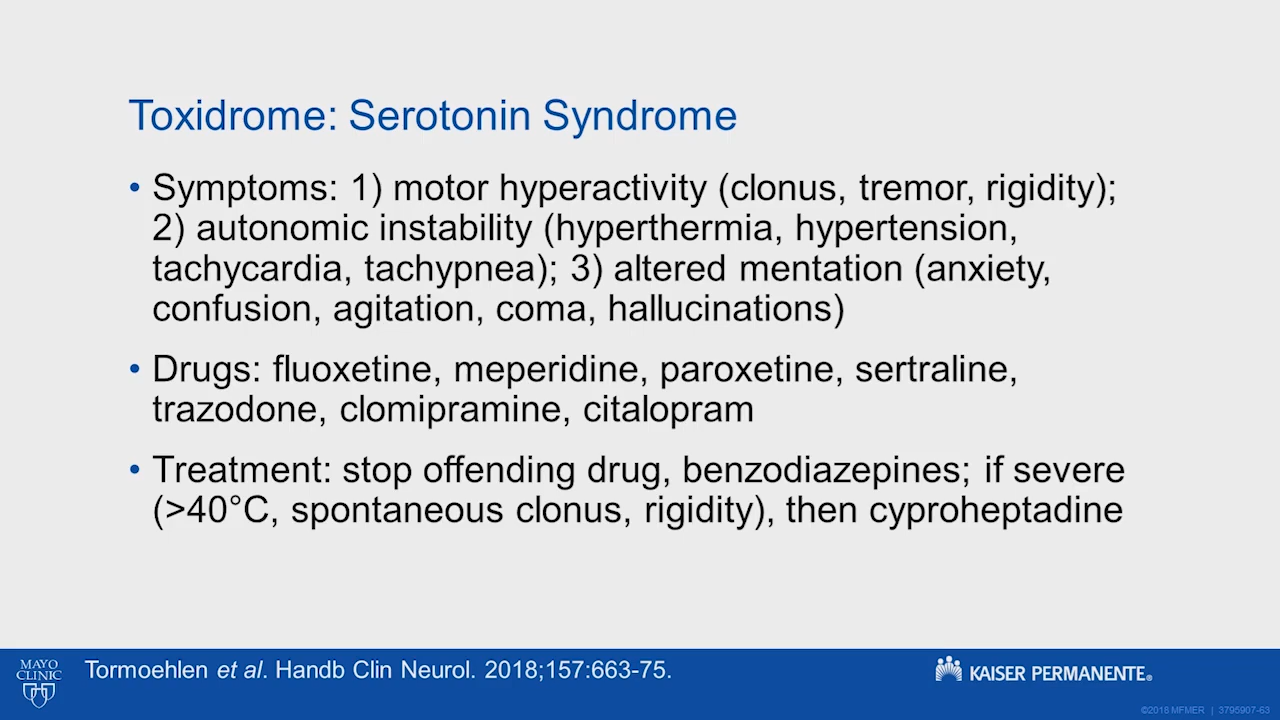 Toxidrome: Serotonin Syndrome
• Symptoms: 1) motor hyperactivity (clonus, tremor, rigidity);
2) autonomic instability (hyperthermia, hypertension,
tachycardia, tachypnea); 3) altered mentation (anxiety,
confusion, agitation, coma, hallucinations)
• Drugs: fluoxetine, meperidine, paroxetine, sertraline,
trazodone, clomipramine, citalopram
• Treatment: stop offending drug, benzodiazepines; if severe
(>40°C, spontaneous clonus, rigidity), then cyproheptadine
MAYO
CLINIC
Tormoehlen et al. Handb Clin Neurol. 2018;157:663-75.
KAISER PERMANENTE®
©2018 MFMER | 3795907-63